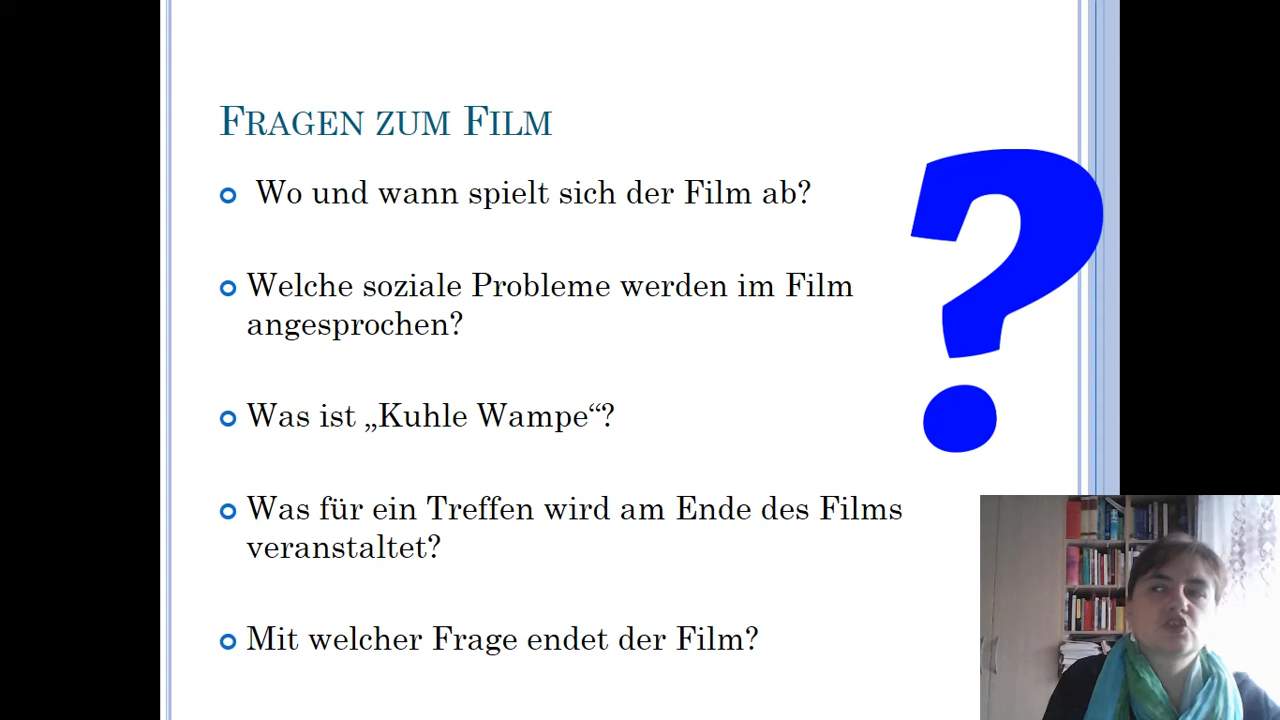 FRAGEN ZUM FILM
Wo und wann spielt sich der Film ab?
Welche soziale Probleme werden im Film
angesprochen?
Was ist „Kuhle Wampe“?
Was für ein Treffen wird am Ende des Films
veranstaltet?
Mit welcher Frage endet der Film?
?